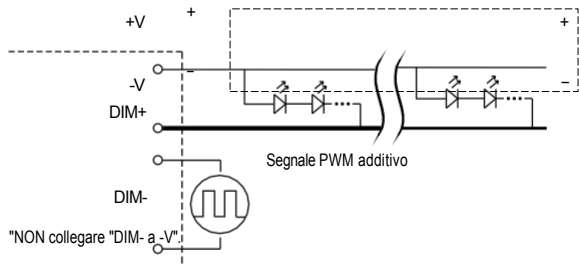 +V
+
+
-V
–
–
DIM+
Segnale PWM additivo
DIM-
"NON collegare "DIM- a -V".